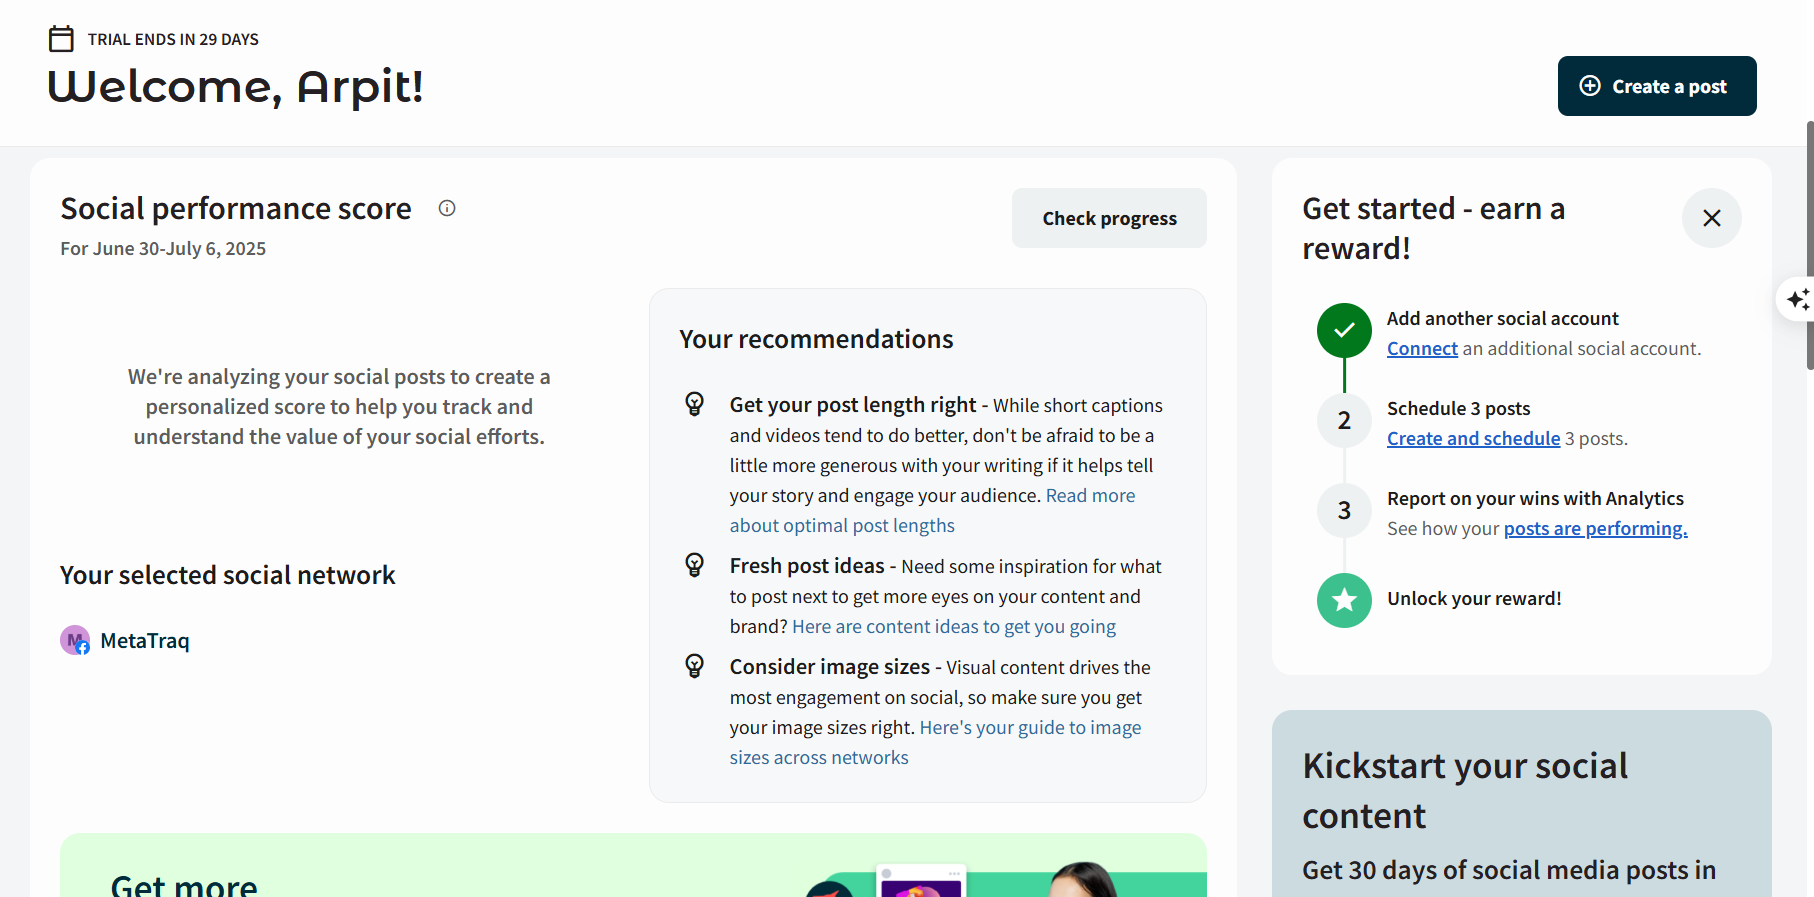 TRIAL ENDS IN 29 DAYS
Welcome, Arpit!
Create a post
Social performance score
For June 30-July 6, 2025
Check progress
We're analyzing your social posts to create a
personalized score to help you track and
understand the value of your social efforts.
Your selected social network
M
MetaTraq
Your recommendations
Get your post length right - While short captions
and videos tend to do better, don't be afraid to be a
little more generous with your writing if it helps tell
your story and engage your audience. Read more
about optimal post lengths
Fresh post ideas - Need some inspiration for what
to post next to get more eyes on your content and
brand? Here are content ideas to get you going
Consider image sizes - Visual content drives the
most engagement on social, so make sure you get
your image sizes right. Here's your guide to image
sizes across networks
Get more
Get started - earn a
reward!
Add another social account
Connect an additional social account.
2
Schedule 3 posts
Create and schedule 3 posts.
3
Report on your wins with Analytics
See how your posts are performing.
Unlock your reward!
Kickstart your social
content
Get 30 days of social media posts in